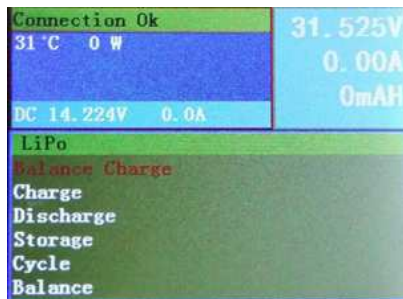 Connection Ok
31°C 0 W
DC 14.224V 0.0A
31.525V
0.00A
0mAH
LiPo
Balance Charge
Charge
Discharge
Storage
Cycle
Balance